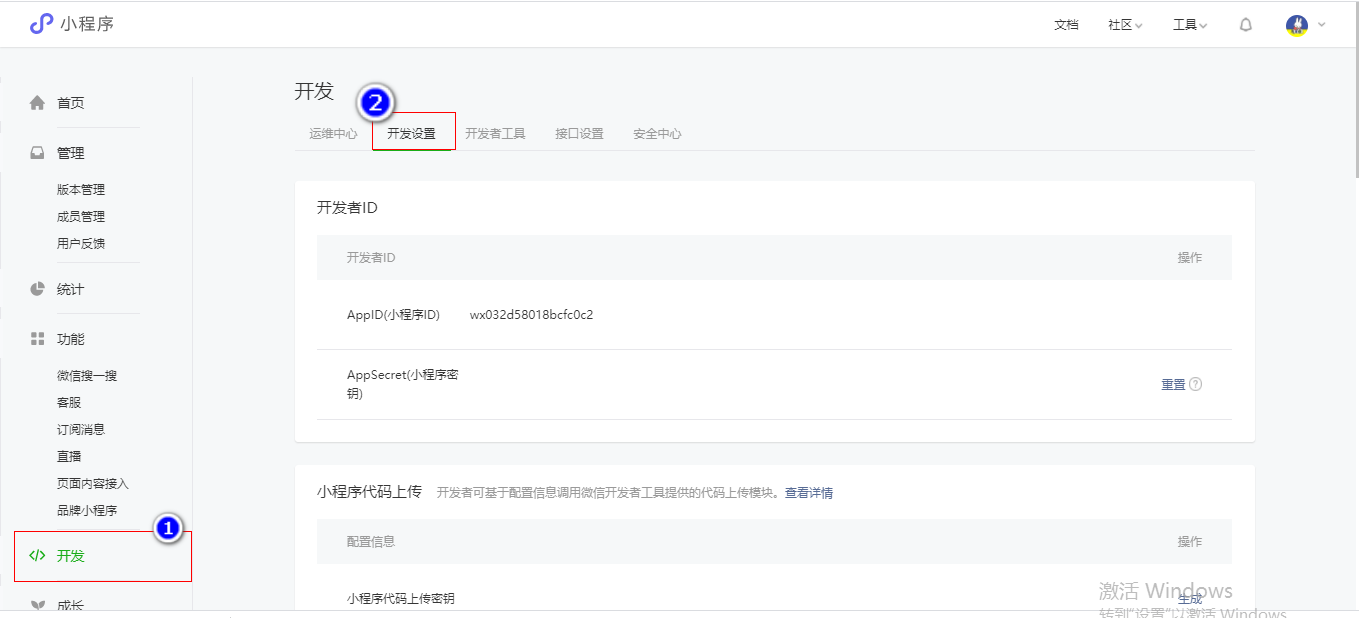 小程序
文档
社区
工具
首页
管理
版本管理
成员管理
用户反馈
统计
功能
微信搜一搜
客服
订阅消息
直播
页面内容接入
品牌小程序
1
开发
成长
开发
2
运维中心
开发设置
开发者工具
接口设置
安全中心
开发者ID
开发者ID
操作
AppID(小程序ID)
wx032d58018bcfc0c2
AppSecret(小程序密
钥)
重置
?
小程序代码上传
开发者可基于配置信息调用微信开发者工具提供的代码上传模块。查看详情
配置信息
操作
小程序代码上传密钥
生成
激活 Windows
转到"设置"以激活 Windows